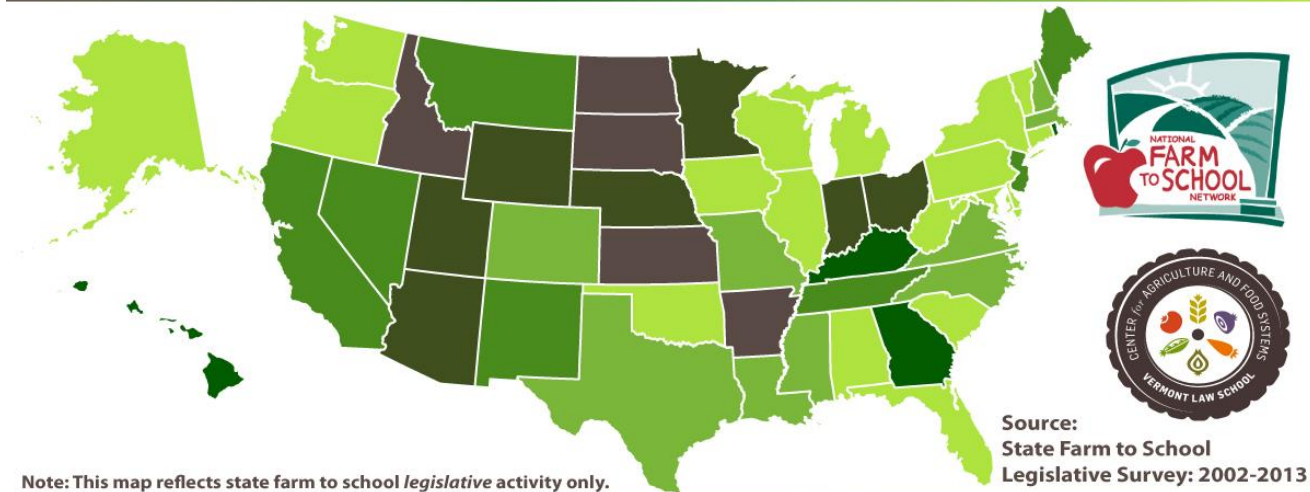 NATIONAL
FARM
TO SCHOOL
NETWORK
CENTER for AGRICULTURE AND FOOD SYSTEMS
VERMONT LAW SCHOOL
Source:
State Farm to School
Legislative Survey: 2002-2013
Note: This map reflects state farm to school legislative activity only.